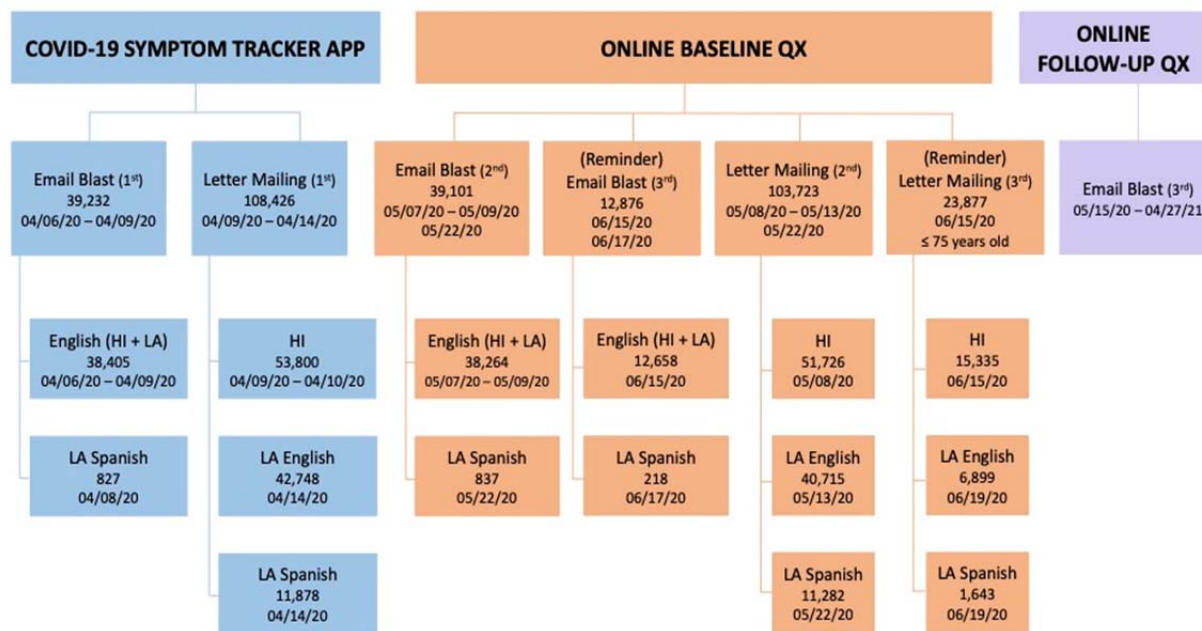 COVID-19 SYMPTOM TRACKER APP
Email Blast (1st)
39,232
04/06/20 – 04/09/20
English (HI + LA)
38,405
04/06/20 – 04/09/20
LA Spanish
827
04/08/20
Letter Mailing (1st)
108,426
04/09/20 – 04/14/20
HI
53,800
04/09/20 – 04/10/20
LA English
42,748
04/14/20
LA Spanish
11,878
04/14/20
ONLINE BASELINE QX
Email Blast (2nd)
39,101
05/07/20 – 05/09/20
05/22/20
English (HI + LA)
38,264
05/07/20 – 05/09/20
LA Spanish
837
05/22/20
(Reminder)
Email Blast (3rd)
12,876
06/15/20
06/17/20
English (HI + LA)
12,658
06/15/20
LA Spanish
218
06/17/20
Letter Mailing (2nd)
103,723
05/08/20 – 05/13/20
05/22/20
HI
51,726
05/08/20
LA English
40,715
05/13/20
LA Spanish
11,282
05/22/20
(Reminder)
Letter Mailing (3rd)
23,877
06/15/20
≤ 75 years old
HI
15,335
06/15/20
LA English
6,899
06/19/20
LA Spanish
1,643
06/19/20
ONLINE
FOLLOW-UP QX
Email Blast (3rd)
05/15/20 – 04/27/21